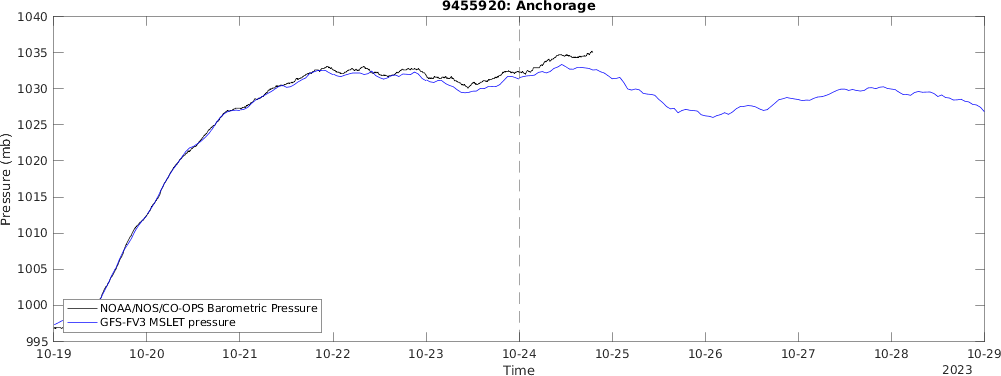 9455920: Anchorage
1040
1035
1030
1025
1020
1015
1010
1005
1000
995
Pressure (mb)
NOAA/NOS/CO-OPS Barometric Pressure
GFS-FV3 MSLET pressure
10-19 10-20 10-21 10-22 10-23 10-24 10-25 10-26 10-27 10-28 10-29
Time
2023